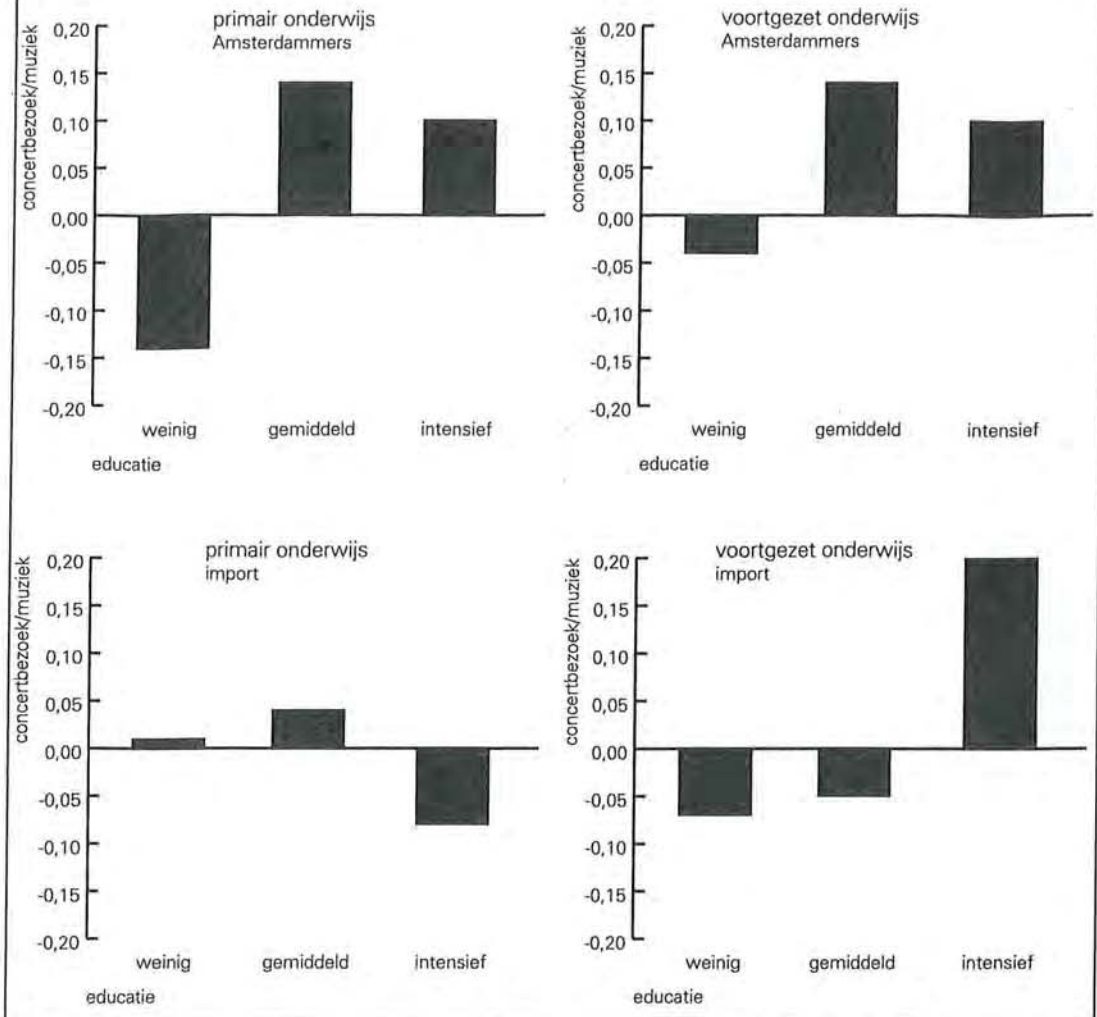 primair onderwijs
Amsterdammers
concertbezoek/muziek
0,20
0,15
0,10
0,05
0,00
-0,05
-0,10
-0,15
-0,20
weinig gemiddeld intensief
educatie
voortgezet onderwijs
Amsterdammers
concertbezoek/muziek
0,20
0,15
0,10
0,05
0,00
-0,05
-0,10
-0,15
-0,20
weinig gemiddeld intensief
educatie
primair onderwijs
import
concertbezoek/muziek
0,20
0,15
0,10
0,05
0,00
-0,05
-0,10
-0,15
-0,20
weinig gemiddeld intensief
educatie
voortgezet onderwijs
import
concertbezoek/muziek
0,20
0,15
0,10
0,05
0,00
-0,05
-0,10
-0,15
-0,20
weinig gemiddeld intensief
educatie